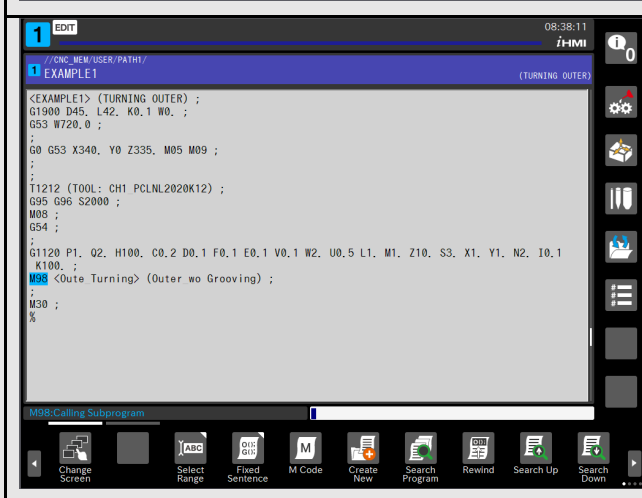 1 EDIT
08:38:11
iHMI
//CNC_MEM/USER/PATH1/
1 EXAMPLE1
(TURNING OUTER)
<EXAMPLE1> (TURNING OUTER) ;
G1900 D45. L42. K0.1 W0. ;
G53 W720.0 ;
;
G0 G53 X340. Y0 Z335. M05 M09 ;
;
;
T1212 (TOOL: CH1 PCLNL2020K12) ;
G95 G96 S2000 ;
M08 ;
G54 ;
;
G1120 P1. Q2. H100. C0.2 D0.1 F0.1 E0.1 V0.1 W2. U0.5 L1. M1. Z10. S3. X1. Y1. N2. I0.1
K100. ;
M98 <Oute_Turning> (Outer_wo Grooving) ;
;
M30 ;
%
M98:Calling Subprogram
Change Screen
ABC
Select Range
Fixed Sentence
M
M Code
Create New
Search Program
Rewind
Search Up
Search Down
0